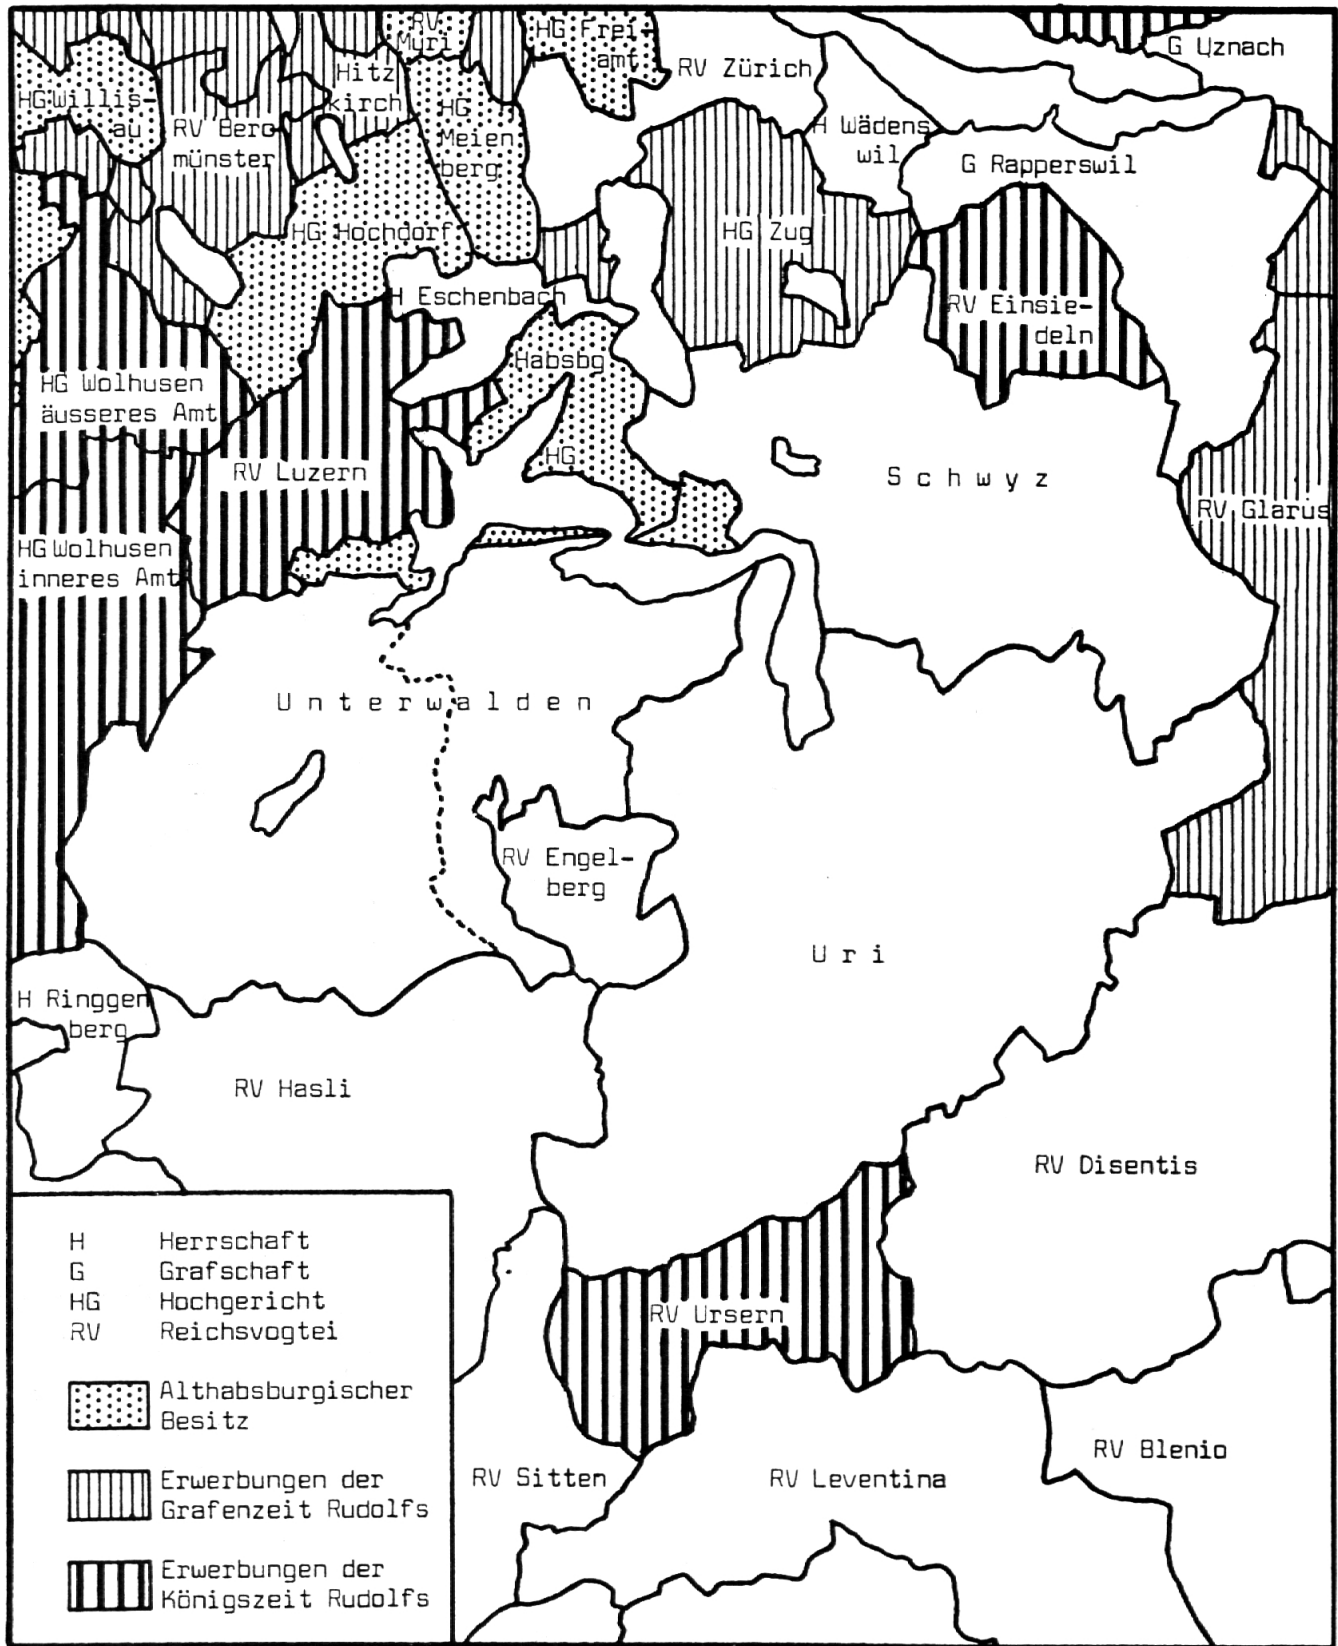 RV
Muri
HG Frei-
amt
G Uznach
RV Zürich
Hitz
kirch
HG Willis-
au
RV Bero
münster
HG
Meien
berg
H Wädens
wil
G Rapperswil
HG Hochdorf
HG Zug
H Eschenbach
RV Einsie-
deln
Habsbg
HG
HG Wolhusen
äusseres Amt
RV Luzern
Schwyz
RV Glarus
HG Wolhusen
inneres Amt
Unterwalden
RV Engel-
berg
Uri
H Ringgen
berg
RV Hasli
RV Disentis
RV Ursern
RV Sitten
RV Leventina
RV Blenio
H Herrschaft
G Grafschaft
HG Hochgericht
RV Reichsvogtei
Althabsburgischer
Besitz
Erwerbungen der
Grafenzeit Rudolfs
Erwerbungen der
Königszeit Rudolfs